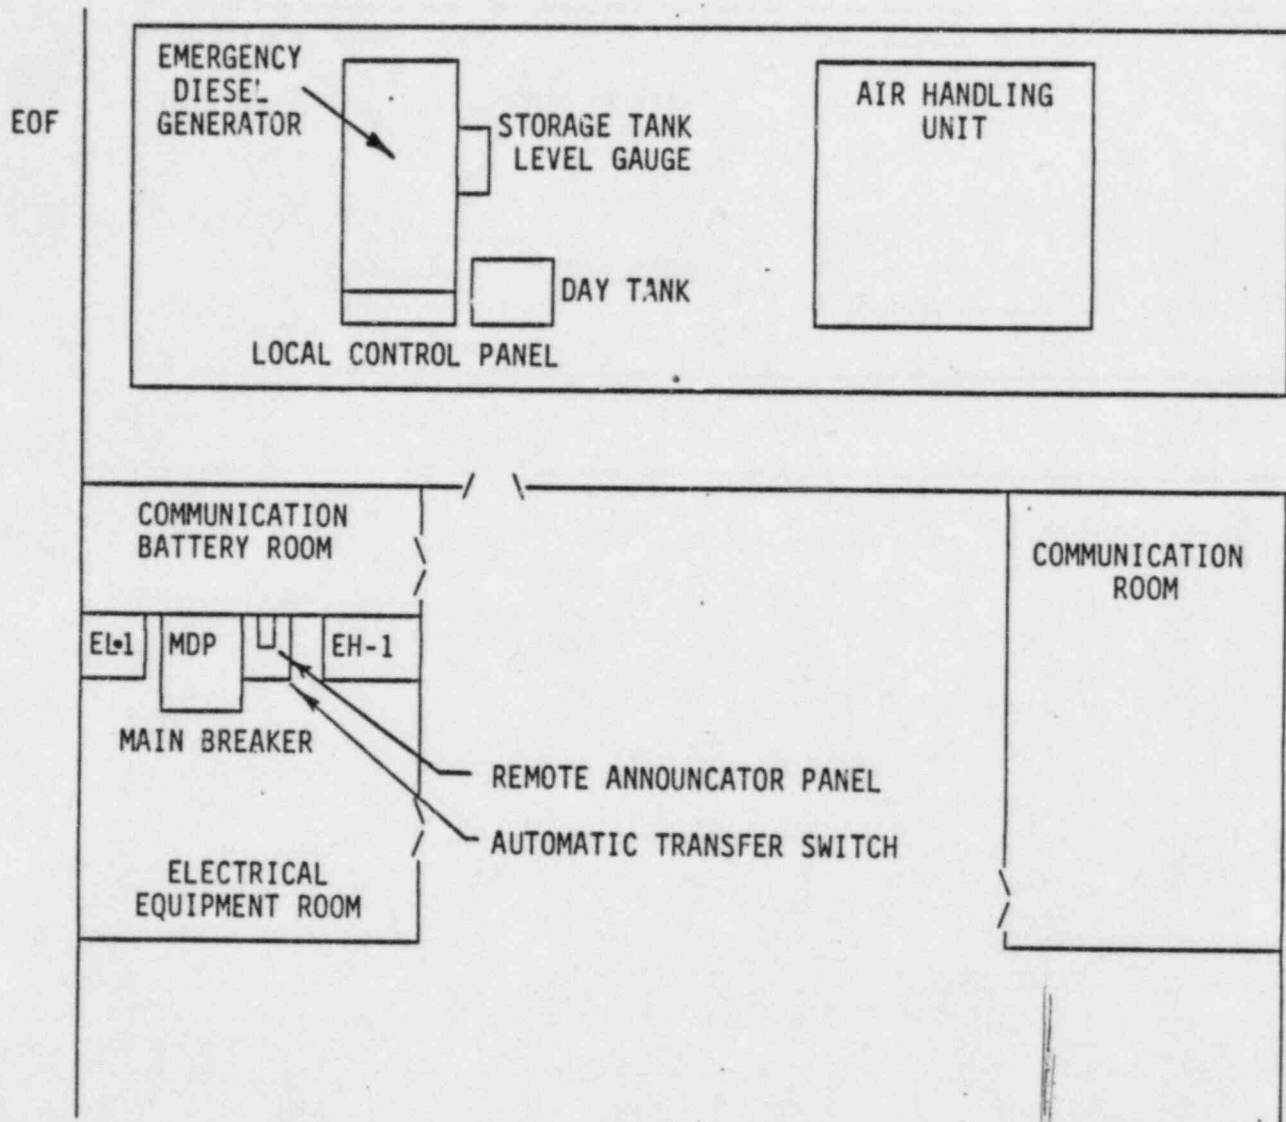 EOF
EMERGENCY
DIESEL
GENERATOR
STORAGE TANK
LEVEL GAUGE
AIR HANDLING
UNIT
DAY TANK
LOCAL CONTROL PANEL
COMMUNICATION
BATTERY ROOM
COMMUNICATION
ROOM
EL-1
MDP
EH-1
MAIN BREAKER
REMOTE ANNOUNCATOR PANEL
AUTOMATIC TRANSFER SWITCH
ELECTRICAL
EQUIPMENT ROOM